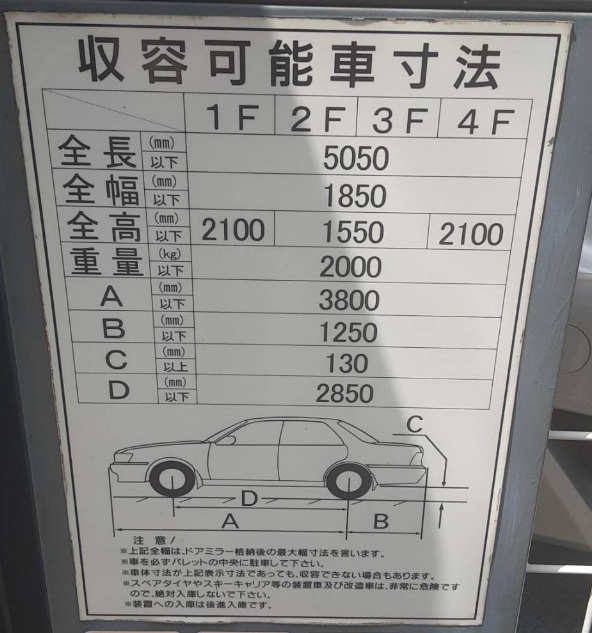 収容可能車寸法
1F 2F 3F 4F
全長 (mm) 以下 5050
全幅 (mm) 以下 1850
全高 (mm) 以下 2100 1550 2100
重量 (kg) 以下 2000
A (mm) 以下 3800
B (mm) 以下 1250
C (mm) 以上 130
D (mm) 以下 2850
C
D
A B
注意!
※上記全幅は、ドアミラー格納後の最大幅寸法を言います。
※車を必ずパレットの中央に駐車して下さい。
※車体寸法が上記表示寸法であっても、収容できない場合もあります。
※スペアタイヤやスキーキャリア等の装置車及び改造車は、非常に危険です
ので、絶対入庫しないで下さい。
※装置への入庫は後進入庫です。